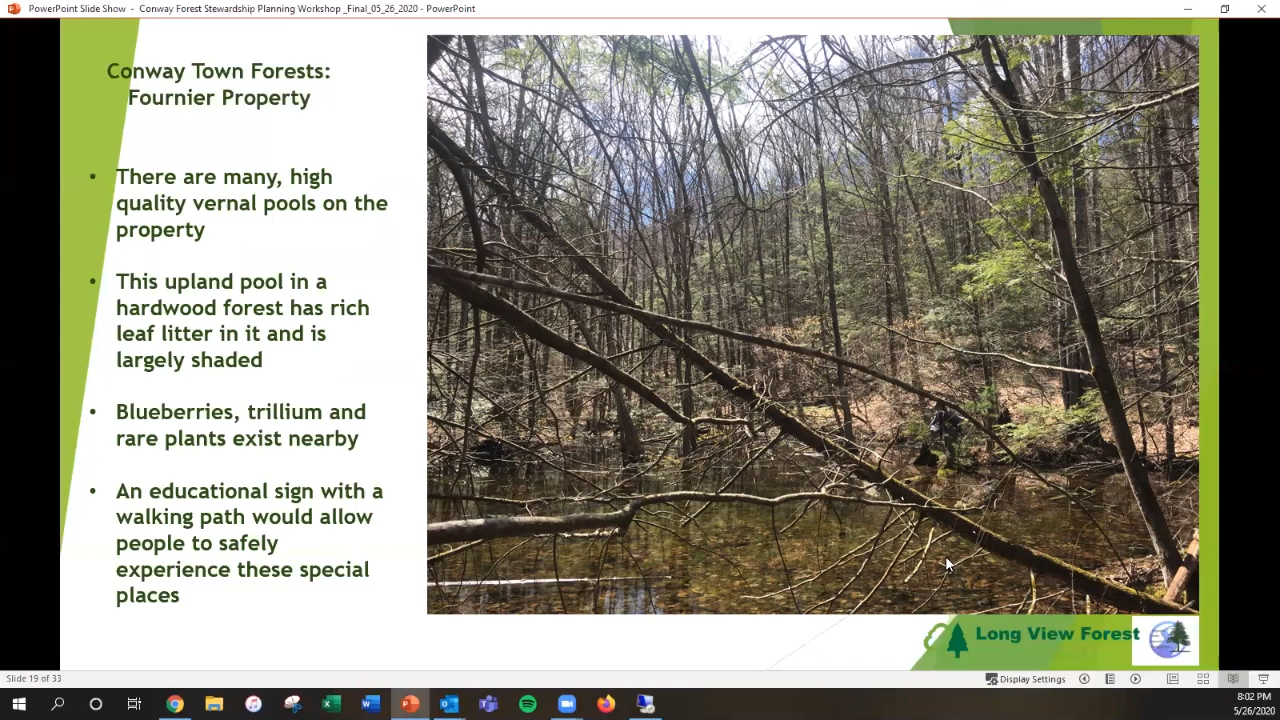 PowerPoint Slide Show - Conway Forest Stewardship Planning Workshop _Final_05_26_2020 - PowerPoint
Conway Town Forests:
Fournier Property
• There are many, high
quality vernal pools on the
property
• This upland pool in a
hardwood forest has rich
leaf litter in it and is
largely shaded
• Blueberries, trillium and
rare plants exist nearby
• An educational sign with a
walking path would allow
people to safely
experience these special
places
Long View Forest
Slide 19 of 33
Display Settings
8:02 PM
5/26/2020